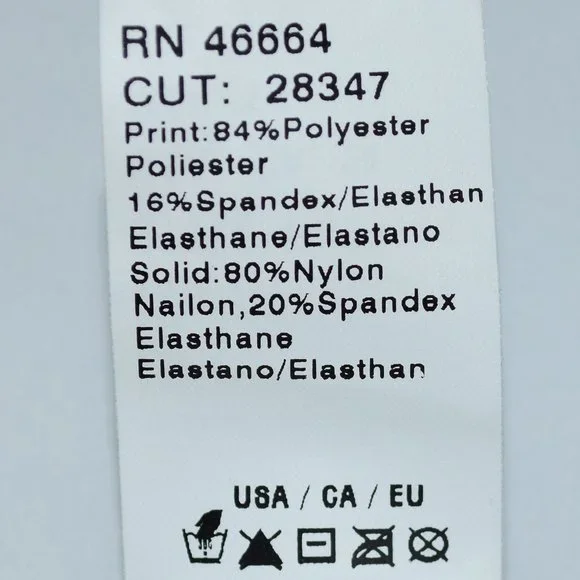 RN 46664
CUT: 28347
Print:84%Polyester
Poliester
16%Spandex/Elasthan
Elasthane/Elastano
Solid:80%Nylon
Nailon,20%Spandex
Elasthane
Elastano/Elasthan
USA / CA / EU